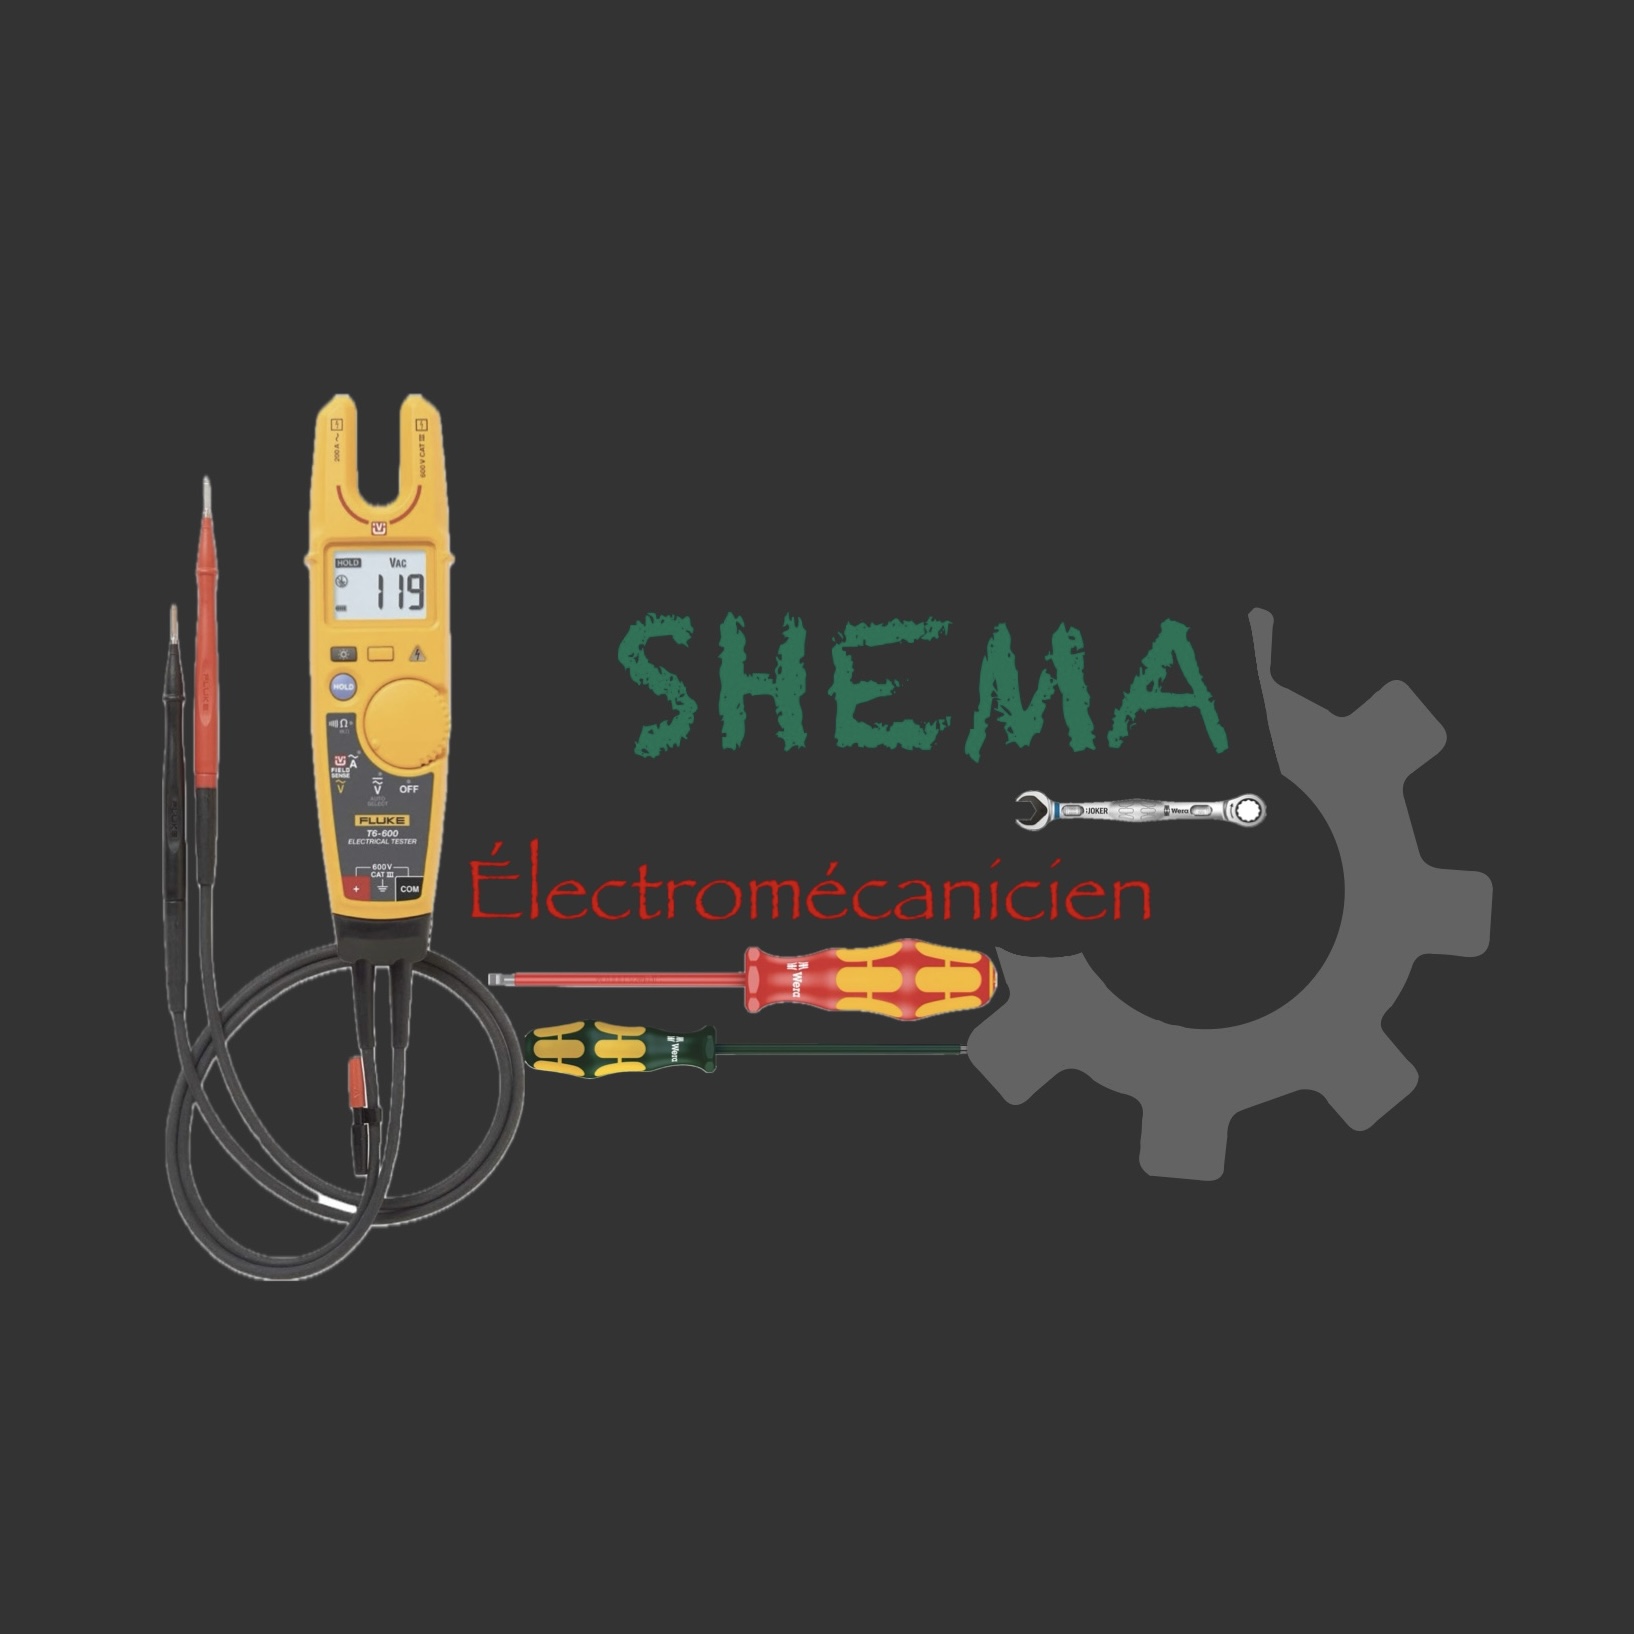 200 A
600 V CAT III
HOLD VAC
119
HOLD
FIELD SENSE
A
V
V
AUTO SELECT
OFF
FLUKE
T6-600
ELECTRICAL TESTER
600V
CAT III
+
COM
FLUKE
FLUKE
SHEMA
JOKER Wera
Électromécanicien
Wera
Wera